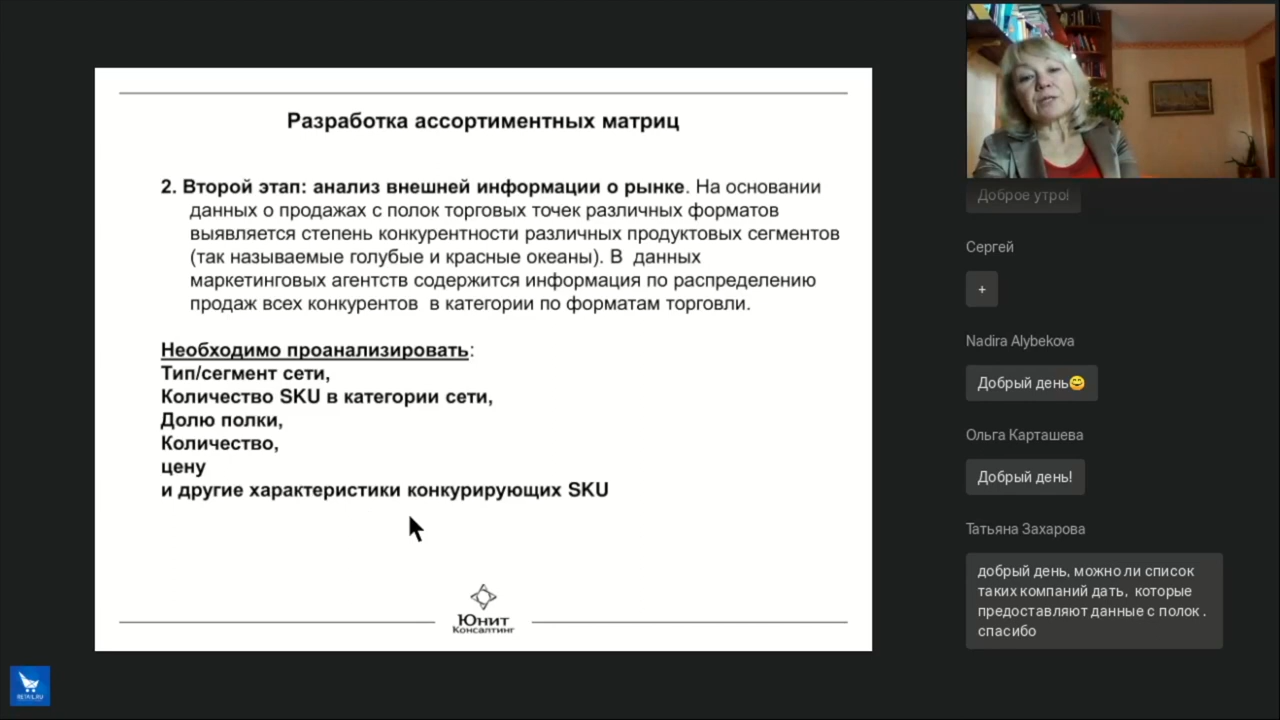 Разработка ассортиментных матриц
2. Второй этап: анализ внешней информации о рынке. На основании
данных о продажах с полок торговых точек различных форматов
выявляется степень конкурентности различных продуктовых сегментов
(так называемые голубые и красные океаны). В данных
маркетинговых агентств содержится информация по распределению
продаж всех конкурентов в категории по форматам торговли.
Необходимо проанализировать:
Тип/сегмент сети,
Количество SKU в категории сети,
Долю полки,
Количество,
цену
и другие характеристики конкурирующих SKU
Юнит
Консалтинг
RETAIL.RU
Доброе утро!
Сергей
+
Nadira Alybekova
Добрый день😄
Ольга Карташева
Добрый день!
Татьяна Захарова
добрый день, можно ли список
таких компаний дать, которые
предоставляют данные с полок .
спасибо